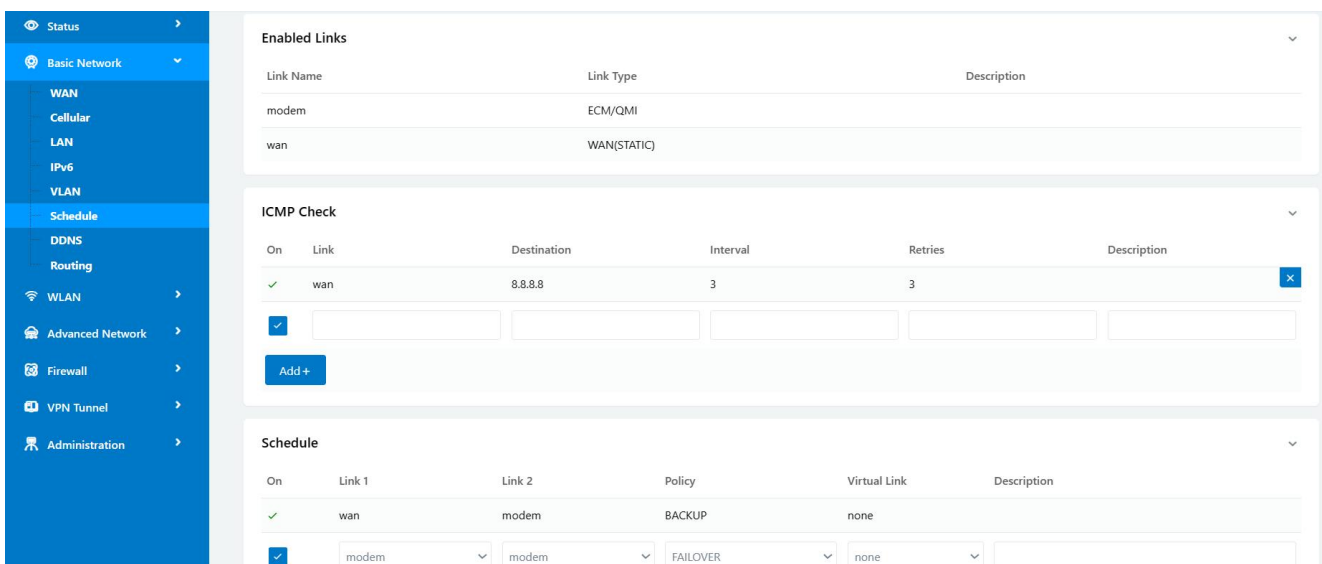 Status
Basic Network
WAN
Cellular
LAN
IPv6
VLAN
Schedule
DDNS
Routing
WLAN
Advanced Network
Firewall
VPN Tunnel
Administration
Enabled Links
Link Name Link Type Description
modem ECM/QMI
wan WAN(STATIC)
ICMP Check
On Link Destination Interval Retries Description
wan 8.8.8.8 3 3
Add+
Schedule
On Link 1 Link 2 Policy Virtual Link Description
wan modem BACKUP none
modem modem FAILOVER none